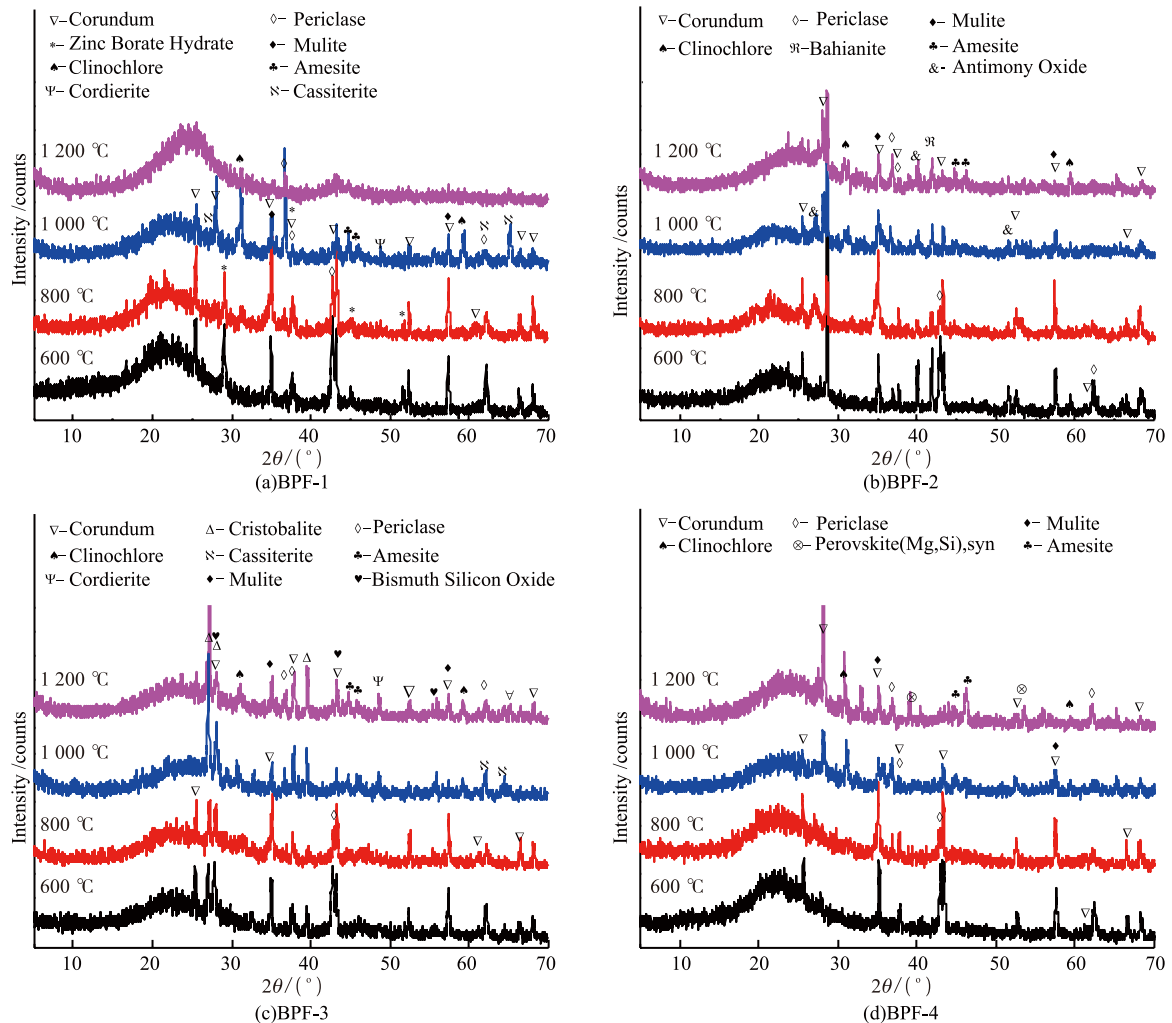 ▽–Corundum ◊–Periclase
*–Zinc Borate Hydrate ♦–Mulite
♠–Clinochlore ♣–Amesite
Ψ–Cordierite ℵ–Cassiterite
Intensity /counts
1 200 ℃
1 000 ℃
800 ℃
600 ℃
10 20 30 40 50 60 70
2θ/(°)
(a)BPF-1
▽–Corundum ◊–Periclase ♦–Mulite
♠–Clinochlore ℜ–Bahianite ♣–Amesite
&–Antimony Oxide
Intensity /counts
1 200 ℃
1 000 ℃
800 ℃
600 ℃
10 20 30 40 50 60 70
2θ/(°)
(b)BPF-2
▽–Corundum Δ–Cristobalite ◊–Periclase
♠–Clinochlore ℵ–Cassiterite ♣–Amesite
Ψ–Cordierite ♦–Mulite ♥–Bismuth Silicon Oxide
Intensity /counts
1 200 ℃
1 000 ℃
800 ℃
600 ℃
10 20 30 40 50 60 70
2θ/(°)
(c)BPF-3
▽–Corundum ◊–Periclase ♦–Mulite
♠–Clinochlore ⊗–Perovskite(Mg,Si),syn ♣–Amesite
Intensity /counts
1 200 ℃
1 000 ℃
800 ℃
600 ℃
10 20 30 40 50 60 70
2θ/(°)
(d)BPF-4